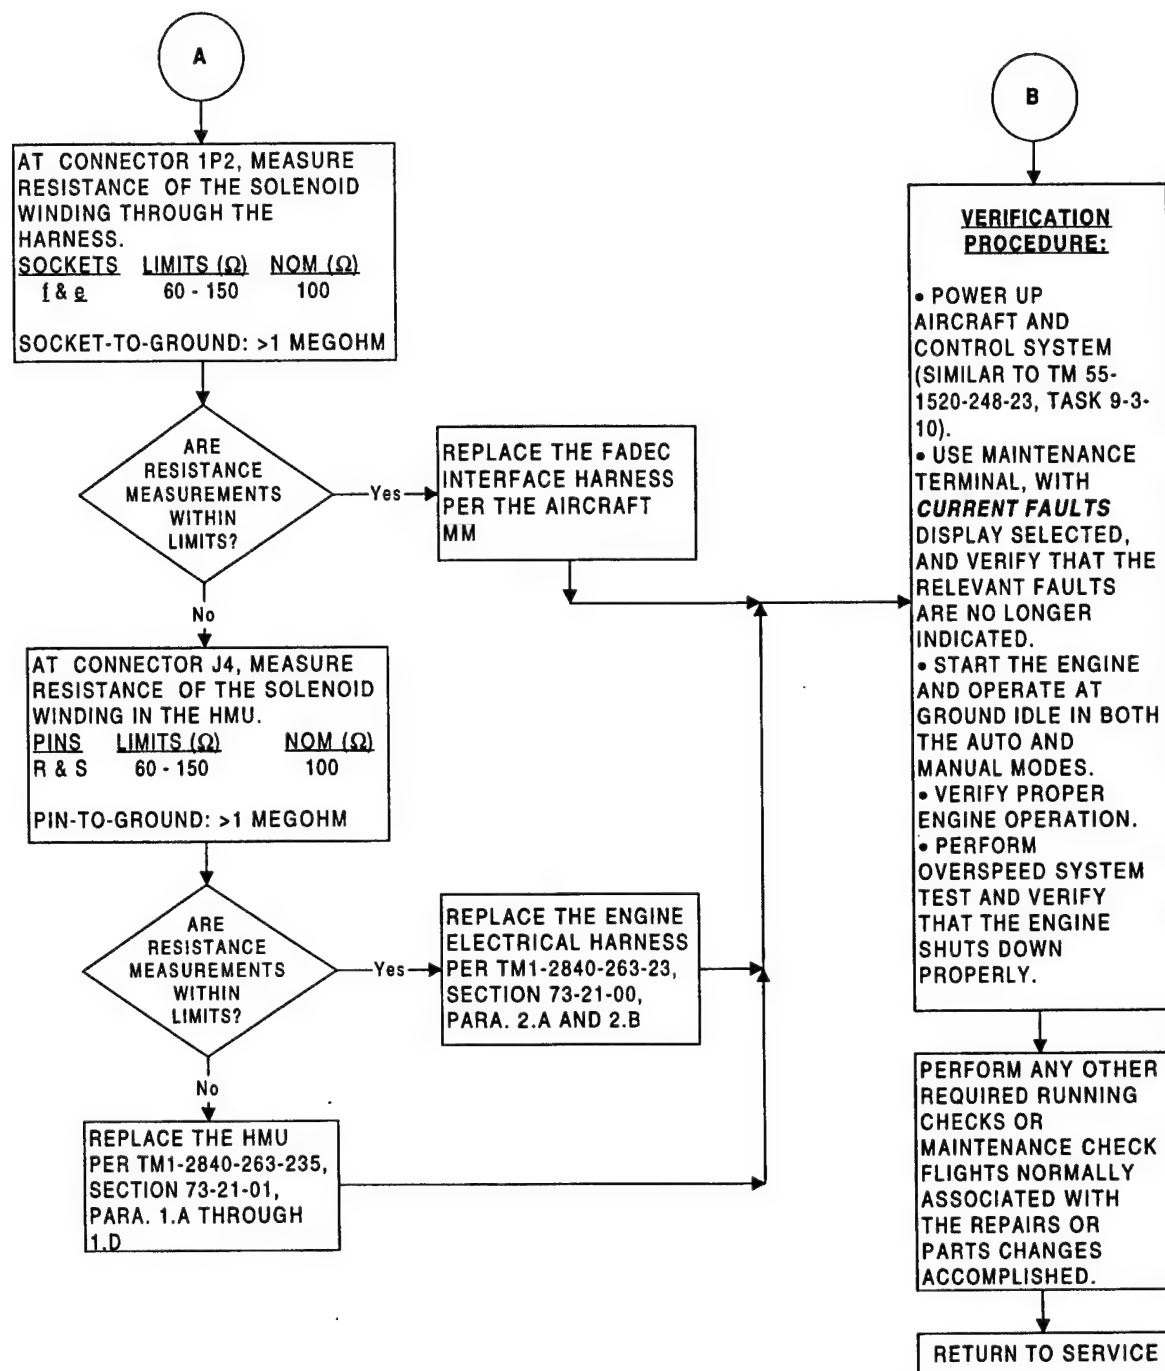 A
AT CONNECTOR 1P2, MEASURE
RESISTANCE OF THE SOLENOID
WINDING THROUGH THE
HARNESS.
SOCKETS LIMITS (Ω) NOM (Ω)
f & e 60 - 150 100
SOCKET-TO-GROUND: >1 MEGOHM
ARE
RESISTANCE
MEASUREMENTS
WITHIN
LIMITS?
Yes
REPLACE THE FADEC
INTERFACE HARNESS
PER THE AIRCRAFT
MM
No
AT CONNECTOR J4, MEASURE
RESISTANCE OF THE SOLENOID
WINDING IN THE HMU.
PINS LIMITS (Ω) NOM (Ω)
R & S 60 - 150 100
PIN-TO-GROUND: >1 MEGOHM
ARE
RESISTANCE
MEASUREMENTS
WITHIN
LIMITS?
Yes
REPLACE THE ENGINE
ELECTRICAL HARNESS
PER TM1-2840-263-23,
SECTION 73-21-00,
PARA. 2.A AND 2.B
No
REPLACE THE HMU
PER TM1-2840-263-235,
SECTION 73-21-01,
PARA. 1.A THROUGH
1.D
B
VERIFICATION
PROCEDURE:
• POWER UP
AIRCRAFT AND
CONTROL SYSTEM
(SIMILAR TO TM 55-
1520-248-23, TASK 9-3-
10).
• USE MAINTENANCE
TERMINAL, WITH
CURRENT FAULTS
DISPLAY SELECTED,
AND VERIFY THAT THE
RELEVANT FAULTS
ARE NO LONGER
INDICATED.
• START THE ENGINE
AND OPERATE AT
GROUND IDLE IN BOTH
THE AUTO AND
MANUAL MODES.
• VERIFY PROPER
ENGINE OPERATION.
• PERFORM
OVERSPEED SYSTEM
TEST AND VERIFY
THAT THE ENGINE
SHUTS DOWN
PROPERLY.
PERFORM ANY OTHER
REQUIRED RUNNING
CHECKS OR
MAINTENANCE CHECK
FLIGHTS NORMALLY
ASSOCIATED WITH
THE REPAIRS OR
PARTS CHANGES
ACCOMPLISHED.
RETURN TO SERVICE